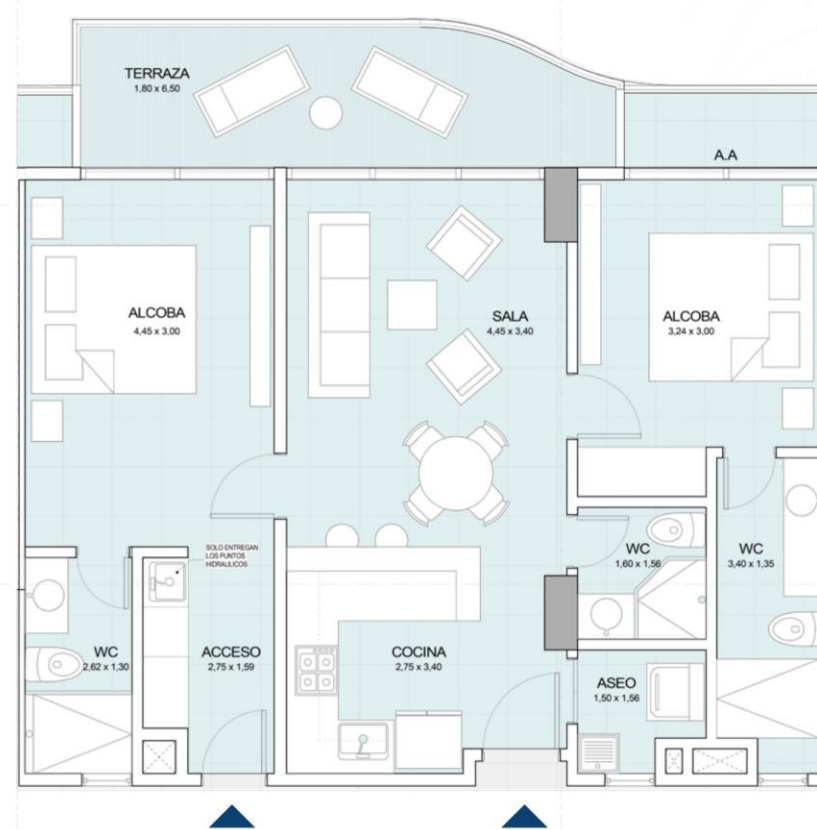 TERRAZA
1,80 x 6,50
A.A
ALCOBA
4,45 x 3,00
SALA
4,45 x 3,40
ALCOBA
3,24 x 3,00
SOLO ENTREGAN
LOS PUNTOS
HIDRAULICOS
WC
1,60 x 1,56
WC
3,40 x 1,35
WC
2,62 x 1,30
ACCESO
2,75 x 1,59
COCINA
2,75 x 3,40
ASEO
1,50 x 1,56